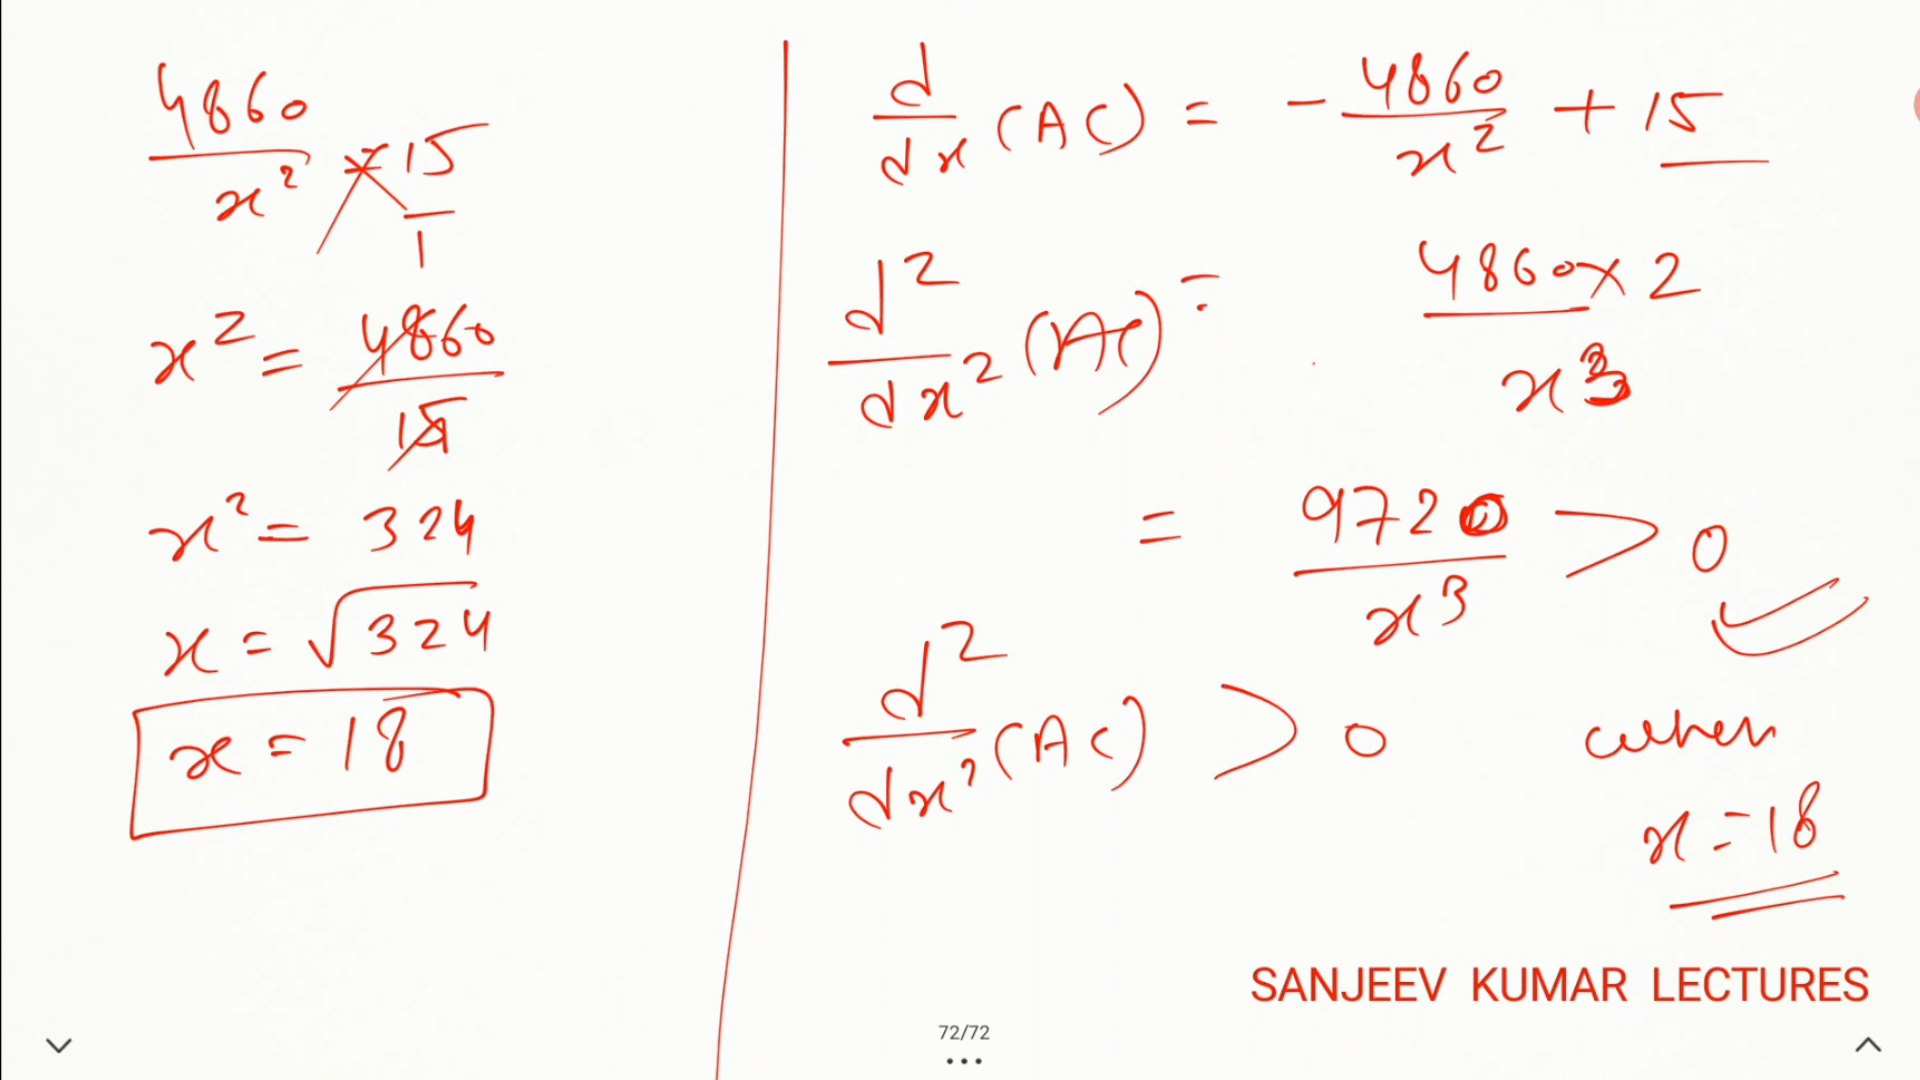 4860/x² = 15/1
x² = 4860/15
x² = 324
x = √324
x = 18
d/dx (AC) = - 4860/x² + 15
d²/dx² (AC) = 4860 × 2/x³
= 9720/x³ > 0
d²/dx² (AC) > 0 when
x = 18
SANJEEV KUMAR LECTURES
72/72